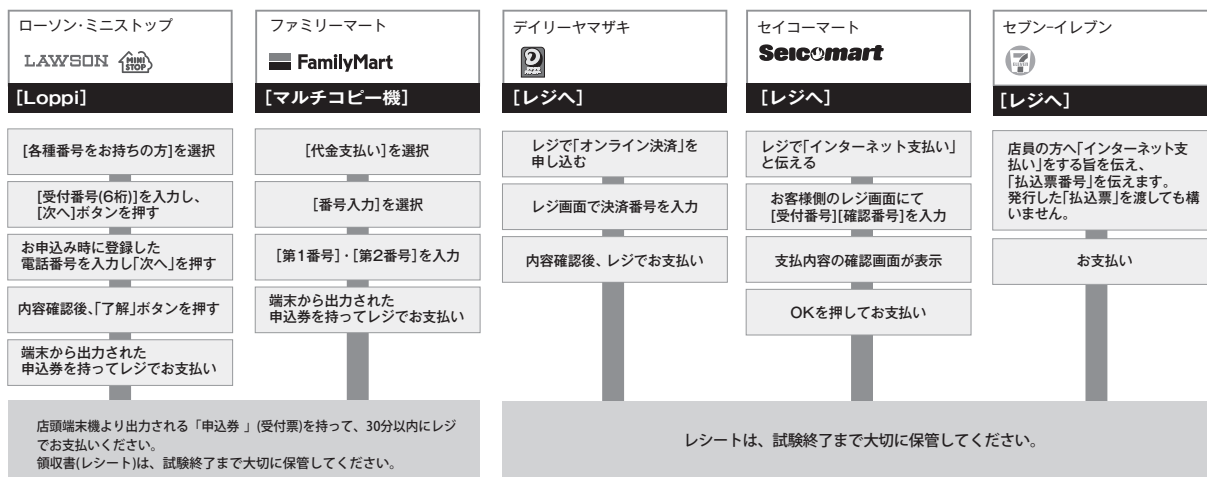 ローソン・ミニストップ
LAWSON MINI STOP
[Loppi]
[各種番号をお持ちの方]を選択
[受付番号(6桁)]を入力し、
[次へ]ボタンを押す
お申込み時に登録した
電話番号を入力し「次へ」を押す
内容確認後、「了解」ボタンを押す
端末から出力された
申込券を持ってレジでお支払い
ファミリーマート
FamilyMart
[マルチコピー機]
[代金支払い]を選択
[番号入力]を選択
[第1番号]・[第2番号]を入力
端末から出力された
申込券を持ってレジでお支払い
店頭端末機より出力される「申込券 」(受付票)を持って、30分以内にレジ
でお支払いください。
領収書(レシート)は、試験終了まで大切に保管してください。
デイリーヤマザキ
[レジへ]
レジで「オンライン決済」を
申し込む
レジ画面で決済番号を入力
内容確認後、レジでお支払い
セイコーマート
Seicomart
[レジへ]
レジで「インターネット支払い」
と伝える
お客様側のレジ画面にて
[受付番号][確認番号]を入力
支払内容の確認画面が表示
OKを押してお支払い
セブン-イレブン
7 ELEVEN
[レジへ]
店員の方へ「インターネット支
払い」をする旨を伝え、
「払込票番号」を伝えます。
発行した「払込票」を渡しても構
いません。
お支払い
レシートは、試験終了まで大切に保管してください。